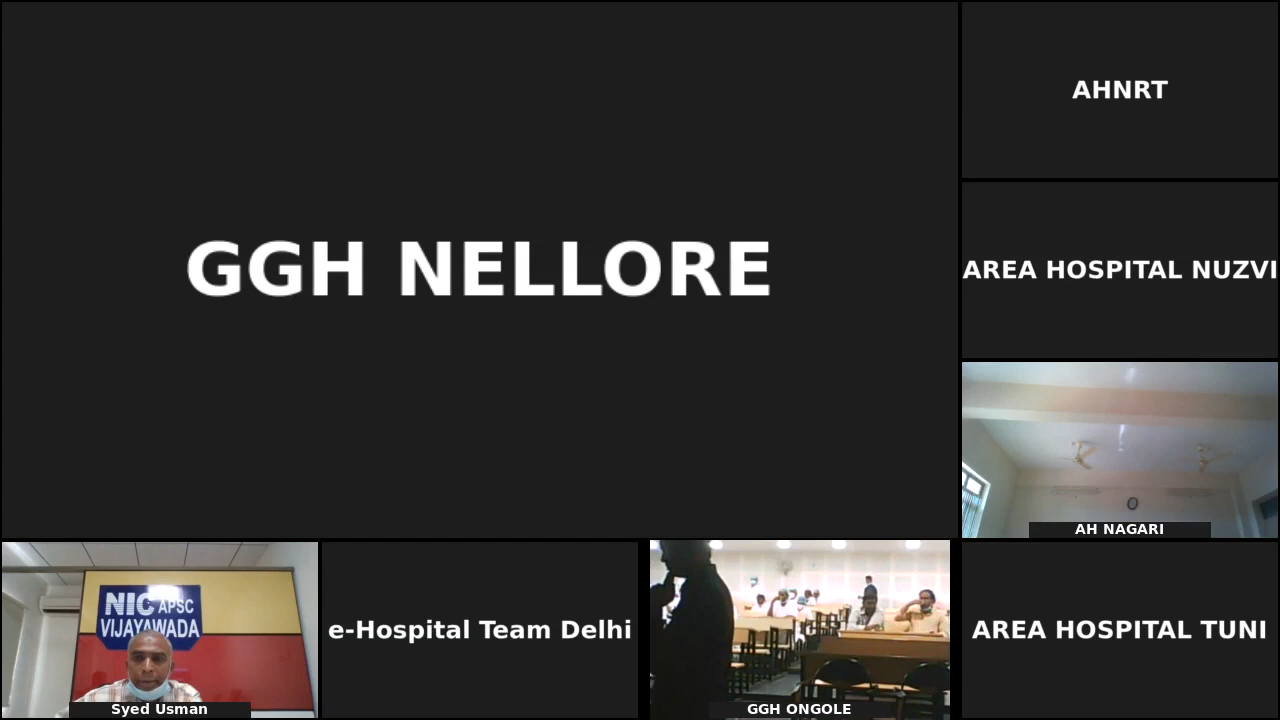 GGH NELLORE
AHNRT
AREA HOSPITAL NUZVI
AH NAGARI
NIC APSC
VIJAYAWADA
Syed Usman
e-Hospital Team Delhi
GGH ONGOLE
AREA HOSPITAL TUNI